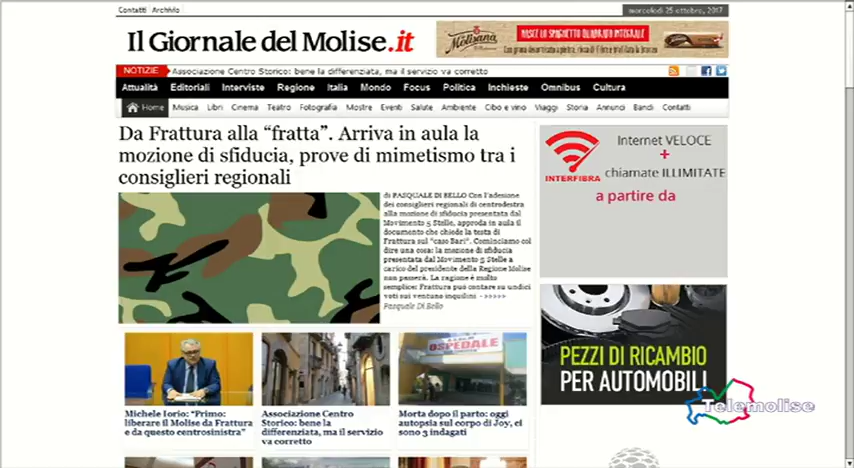 Contatti Archivio
mercoledì 25 ottobre, 2017
Il Giornale del Molise.it
La Molisana
NASCE LO SPAGHETTO QUADRATO INTEGRALE
NOTIZIE Associazione Centro Storico: bene la differenziata, ma il servizio va corretto
Attualità Editoriali Interviste Regione Italia Mondo Focus Politica Inchieste Omnibus Cultura
Home Musica Libri Cinema Teatro Fotografia Mostre Eventi Salute Ambiente Cibo e vino Viaggi Storia Annunci Bandi Contatti
Da Frattura alla “fratta”. Arriva in aula la
mozione di sfiducia, prove di mimetismo tra i
consiglieri regionali
di PASQUALE DI BELLO Con l'adesione
dei consiglieri regionali di centrodestra
alla mozione di sfiducia presentata dal
Movimento 5 Stelle, approda in aula il
documento che chiede la testa di
Frattura sul "caso Bari". Cominciamo col
dire una cosa: la mozione di sfiducia
presentata dal Movimento 5 Stelle a
carico del presidente della Regione Molise
non passerà. La ragione è molto
semplice: Frattura può contare su undici
voti sui ventuno inquilini - >>>>>
Pasquale Di Bello
INTERFIBRA
Internet VELOCE
+
chiamate ILLIMITATE
a partire da
PEZZI DI RICAMBIO
PER AUTOMOBILI
OSPEDALE
Michele Iorio: “Primo:
liberare il Molise da Frattura
e da questo centrosinistra”
Associazione Centro
Storico: bene la
differenziata, ma il servizio
va corretto
Morta dopo il parto: oggi
autopsia sul corpo di Joy, ci
sono 3 indagati
Telemolise